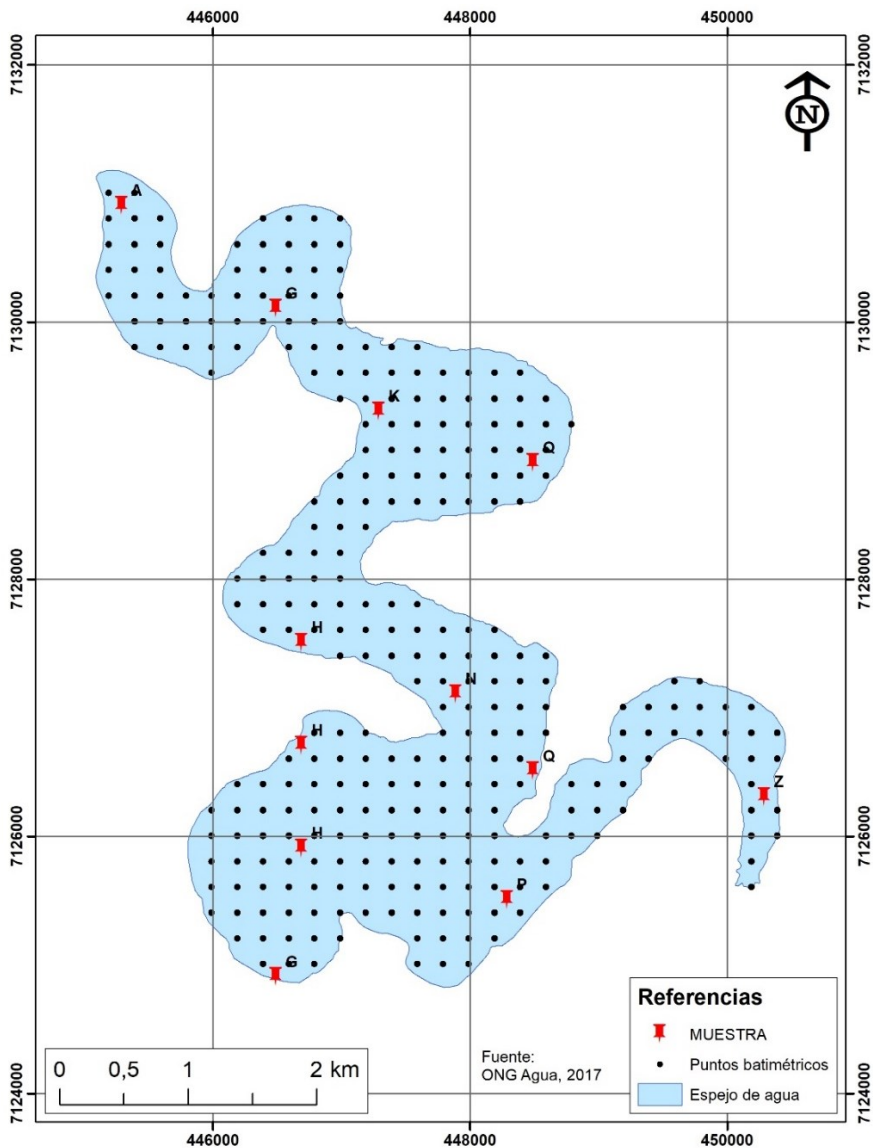 446000 448000 450000
7132000 7132000
N
A
G
7130000 7130000
K
Q
7128000 7128000
H
N
H
Q
Z
7126000 7126000
H
P
G
Referencias
MUESTRA
Puntos batimétricos
Espejo de agua
0 0,5 1 2 km
Fuente:
ONG Agua, 2017
7124000 7124000
446000 448000 450000